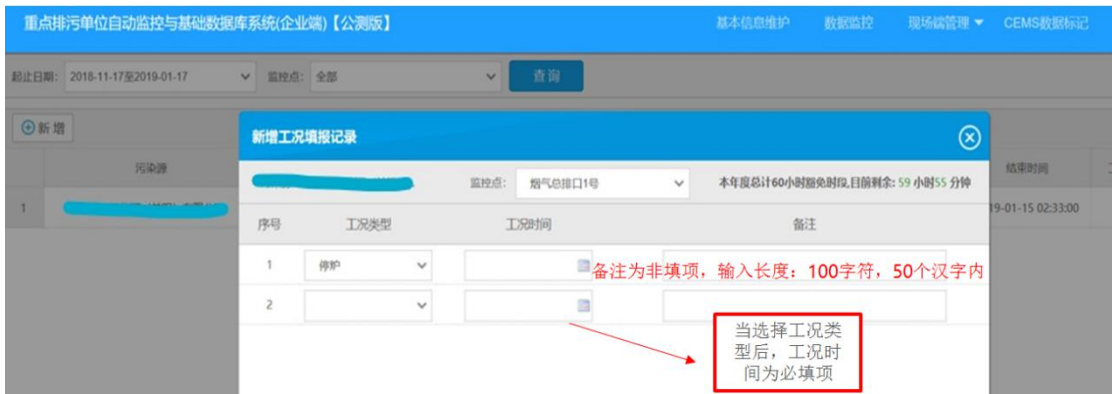 重点排污单位自动监控与基础数据库系统(企业端)【公测版】 基本信息维护 数据监控 现场端管理 CEMS数据标记
起止日期: 2018-11-17至2019-01-17 监控点: 全部 查询
新增
新增工况填报记录
污染源 结束时间
监控点: 烟气总排口1号 本年度总计60小时豁免时段,目前剩余: 59 小时55 分钟
1 19-01-15 02:33:00
序号 工况类型 工况时间 备注
1 停炉
备注为非填项，输入长度：100字符，50个汉字内
2
当选择工况类
型后，工况时
间为必填项